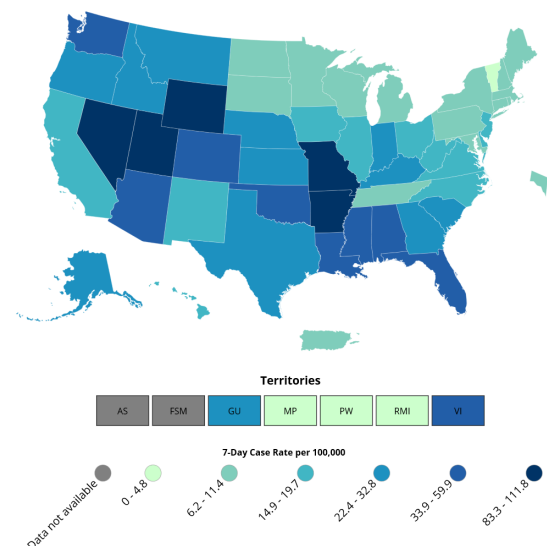 Territories
AS FSM GU MP PW RMI VI
7-Day Case Rate per 100,000
Data not available
0 - 4.8
6.2 - 11.4
14.9 - 19.7
22.4 - 32.8
33.9 - 59.9
83.3 - 111.8